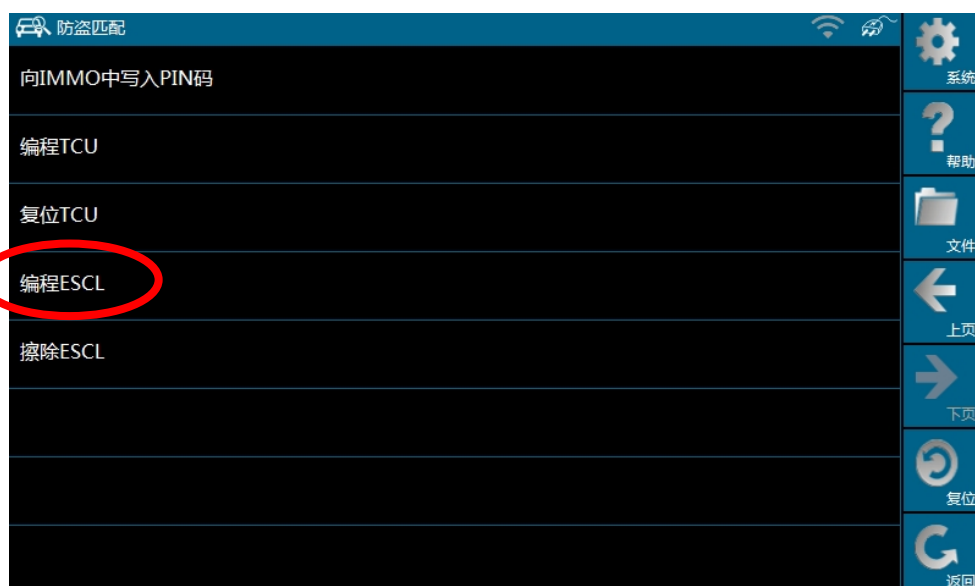 防盗匹配
向IMMO中写入PIN码
编程TCU
复位TCU
编程ESCL
擦除ESCL
系统
帮助
文件
上页
下页
复位
返回